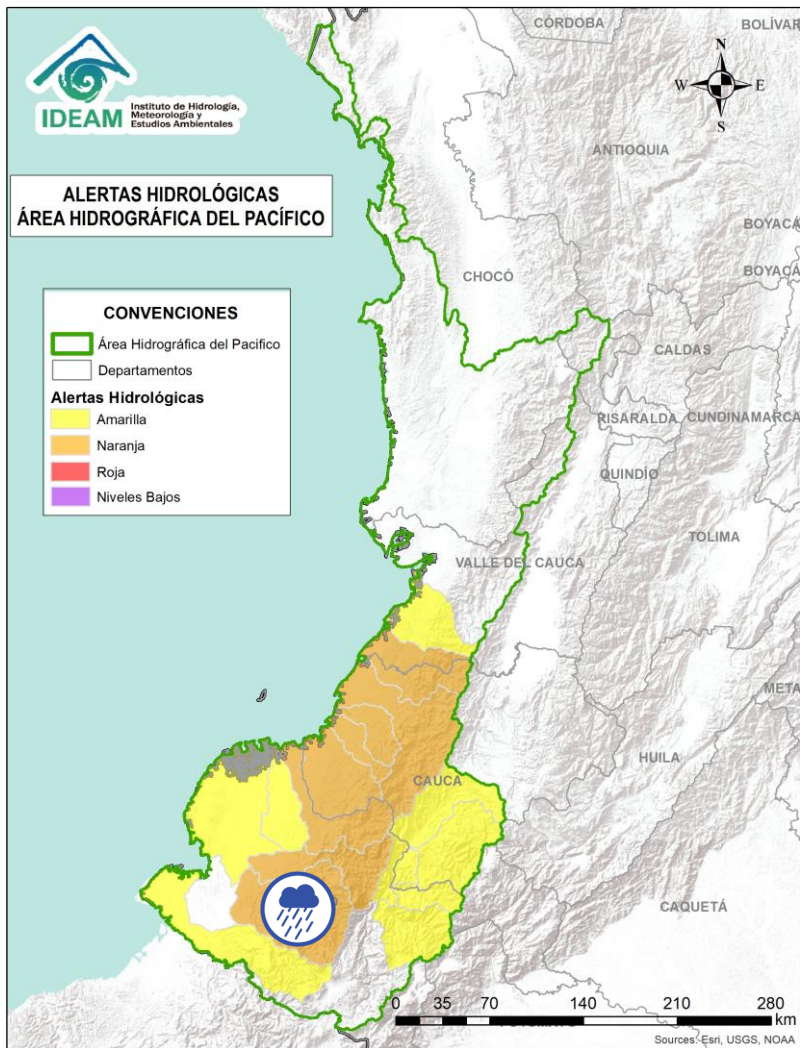 CÓRDOBA
BOLÍVAR
N
W
E
S
IDEAM
Instituto de Hidrología,
Meteorología y
Estudios Ambientales
ANTIOQUIA
ALERTAS HIDROLÓGICAS
ÁREA HIDROGRÁFICA DEL PACÍFICO
BOYACÁ
BOYACÁ
CHOCÓ
CONVENCIONES
Área Hidrográfica del Pacifico
Departamentos
Alertas Hidrológicas
Amarilla
Naranja
Roja
Niveles Bajos
CALDAS
RISARALDA
CUNDINAMARCA
QUINDÍO
TOLIMA
VALLE DEL CAUCA
META
HUILA
CAUCA
CAQUETÁ
0 35 70 140 210 280
km
Sources: Esri, USGS, NOAA